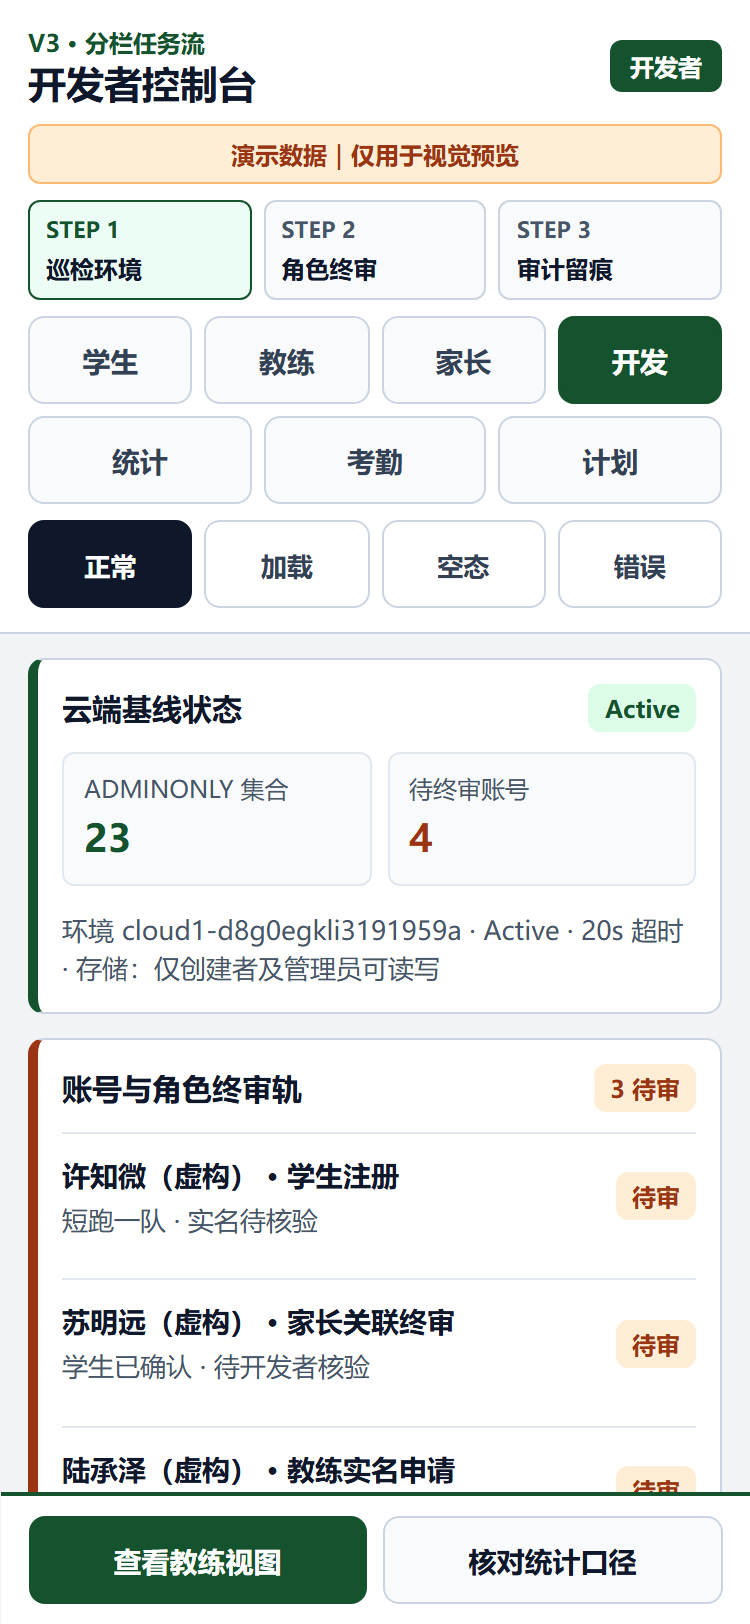 V3 · 分栏任务流
开发者控制台
开发者
演示数据｜仅用于视觉预览
STEP 1
巡检环境
STEP 2
角色终审
STEP 3
审计留痕
学生
教练
家长
开发
统计
考勤
计划
正常
加载
空态
错误
云端基线状态
Active
ADMINONLY 集合
23
待终审账号
4
环境 cloud1-d8g0egkli3191959a · Active · 20s 超时
· 存储：仅创建者及管理员可读写
账号与角色终审轨
3 待审
许知微（虚构）・学生注册
短跑一队 · 实名待核验
待审
苏明远（虚构）・家长关联终审
学生已确认 · 待开发者核验
待审
陆承泽（虚构）・教练实名申请
待审
查看教练视图
核对统计口径